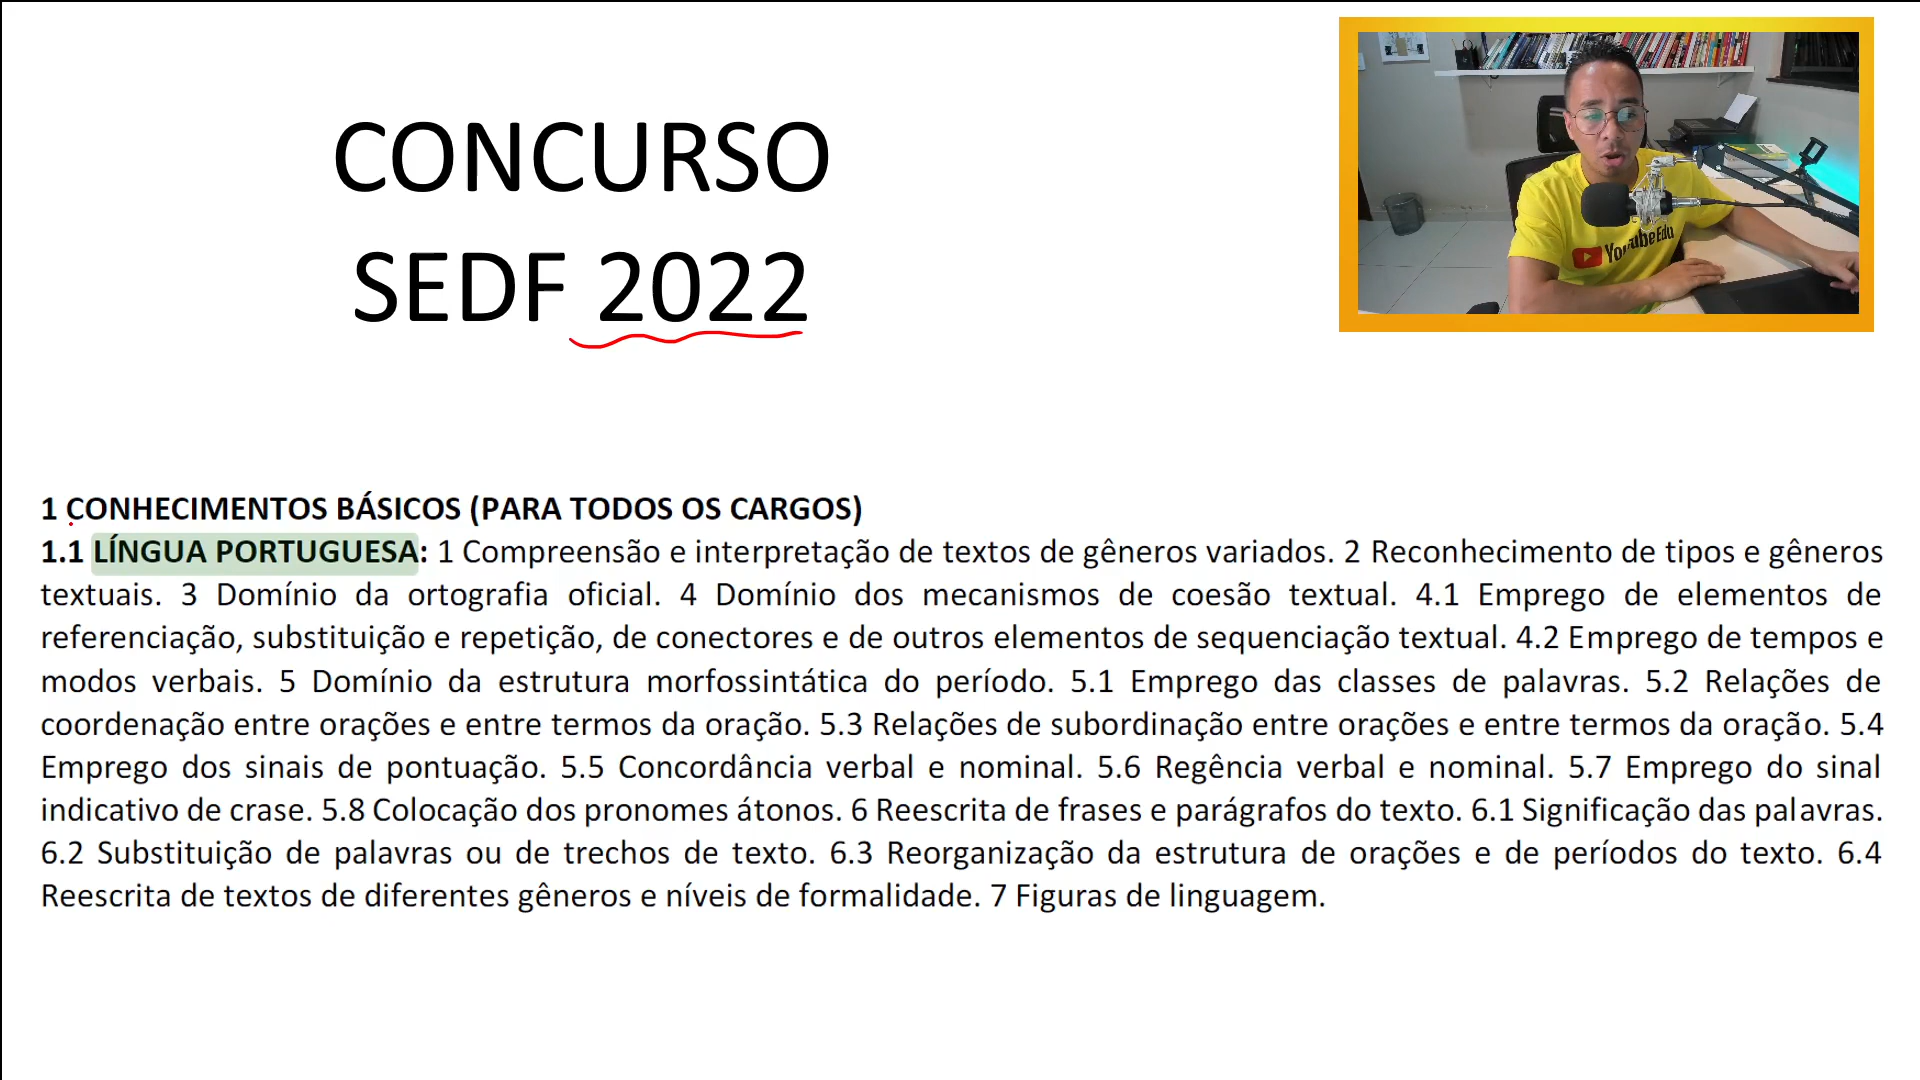 CONCURSO
SEDF 2022
YouTube Edu
1 CONHECIMENTOS BÁSICOS (PARA TODOS OS CARGOS)
1.1 LÍNGUA PORTUGUESA: 1 Compreensão e interpretação de textos de gêneros variados. 2 Reconhecimento de tipos e gêneros
textuais. 3 Domínio da ortografia oficial. 4 Domínio dos mecanismos de coesão textual. 4.1 Emprego de elementos de
referenciação, substituição e repetição, de conectores e de outros elementos de sequenciação textual. 4.2 Emprego de tempos e
modos verbais. 5 Domínio da estrutura morfossintática do período. 5.1 Emprego das classes de palavras. 5.2 Relações de
coordenação entre orações e entre termos da oração. 5.3 Relações de subordinação entre orações e entre termos da oração. 5.4
Emprego dos sinais de pontuação. 5.5 Concordância verbal e nominal. 5.6 Regência verbal e nominal. 5.7 Emprego do sinal
indicativo de crase. 5.8 Colocação dos pronomes átonos. 6 Reescrita de frases e parágrafos do texto. 6.1 Significação das palavras.
6.2 Substituição de palavras ou de trechos de texto. 6.3 Reorganização da estrutura de orações e de períodos do texto. 6.4
Reescrita de textos de diferentes gêneros e níveis de formalidade. 7 Figuras de linguagem.